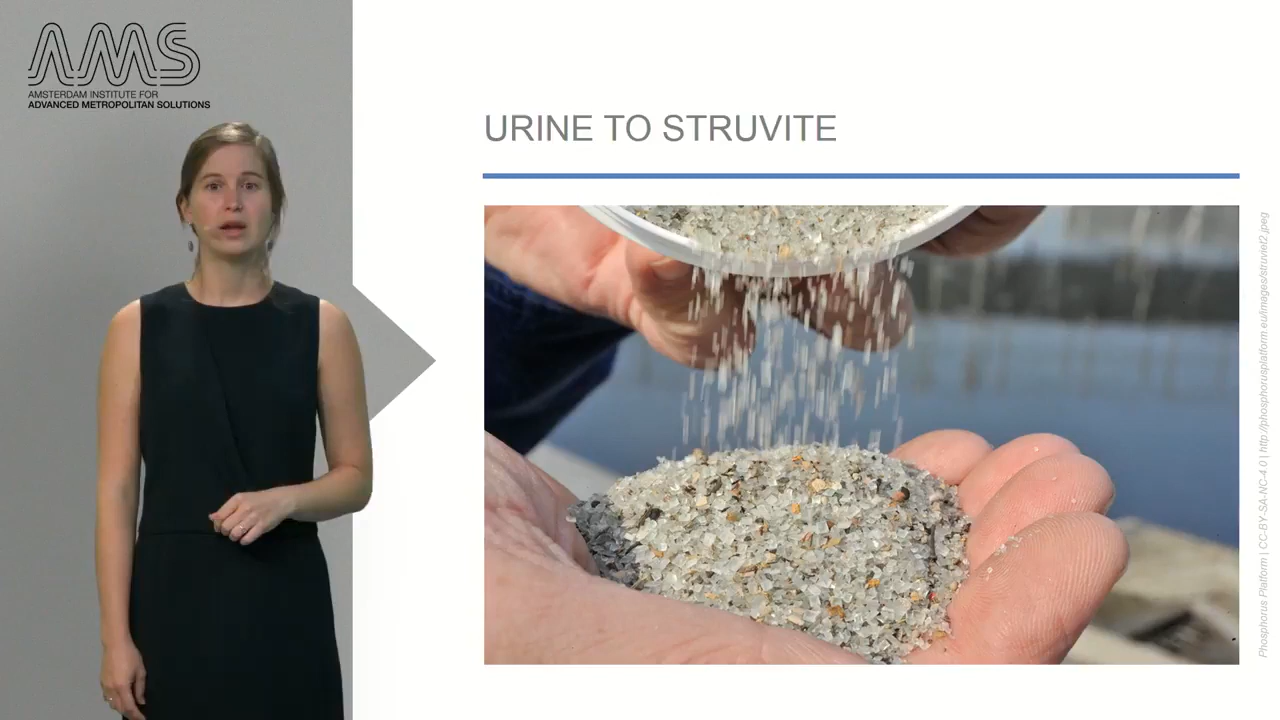 AMS
AMSTERDAM INSTITUTE FOR
ADVANCED METROPOLITAN SOLUTIONS
URINE TO STRUVITE
Phosphorus Platform | CC-BY-SA-NC-4.0 | http://phosphorusplatform.eu/images/struviet2.jpeg